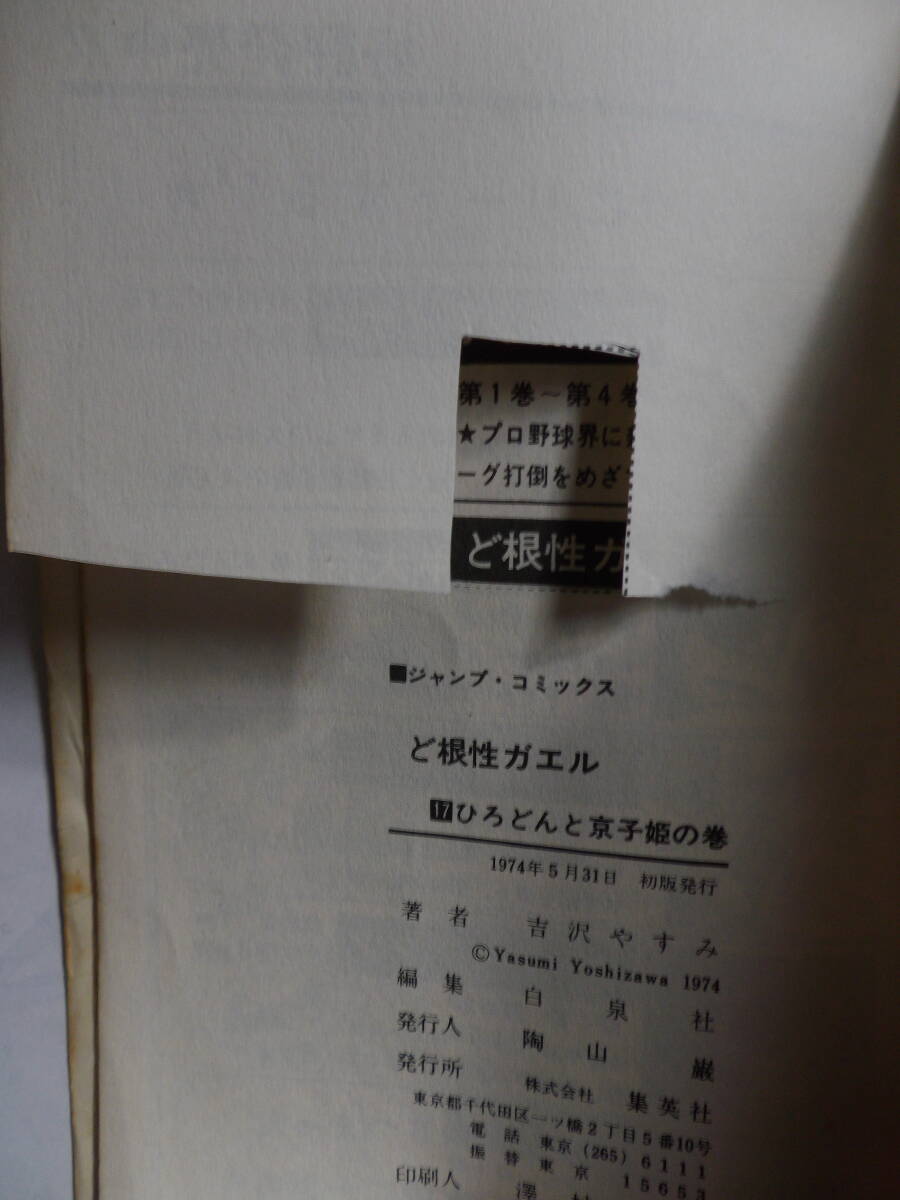 第1巻～第4巻
★プロ野球界に
ーグ打倒をめざ
ど根性ガ
■ジャンプ・コミックス
ど根性ガエル
17ひろどんと京子姫の巻
1974年5月31日 初版発行
著者 吉沢やすみ
©Yasumi Yoshizawa 1974
編集 白泉社
発行人 陶山巌
発行所 株式会社 集英社
東京都千代田区一ツ橋2丁目5番10号
電話 東京 (265) 6111
振替 東京 15653
印刷人 澤